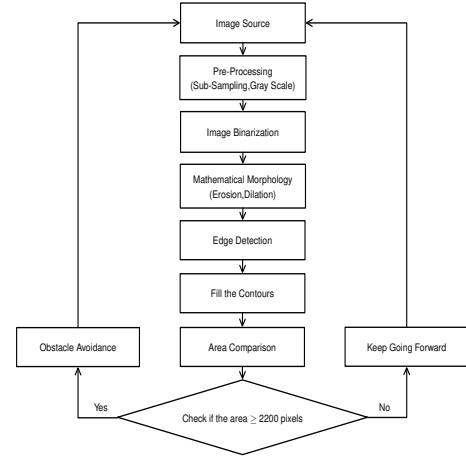 Image Source
Pre-Processing
(Sub-Sampling,Gray Scale)
Image Binarization
Mathematical Morphology
(Erosion,Dilation)
Edge Detection
Fill the Contours
Obstacle Avoidance
Area Comparison
Keep Going Forward
Yes
Check if the area ≥ 2200 pixels
No